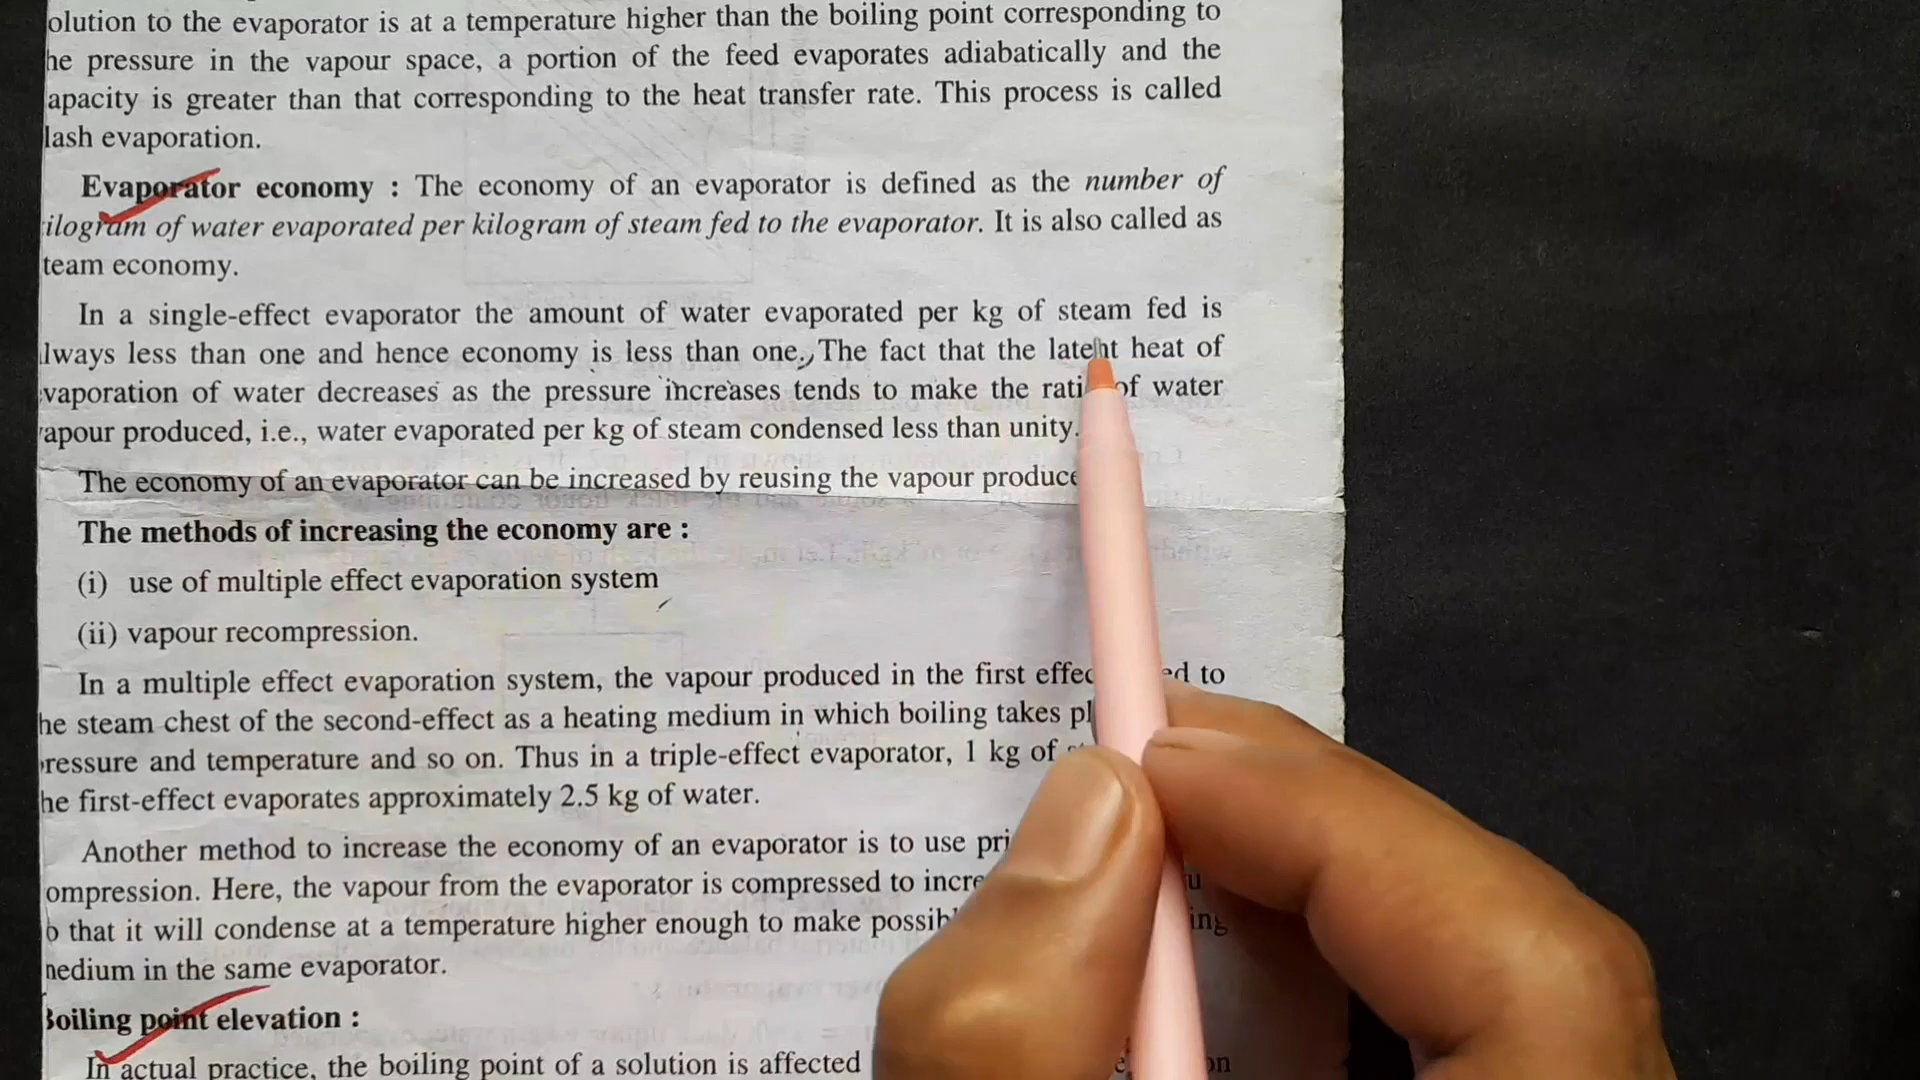 olution to the evaporator is at a temperature higher than the boiling point corresponding to
he pressure in the vapour space, a portion of the feed evaporates adiabatically and the
apacity is greater than that corresponding to the heat transfer rate. This process is called
lash evaporation.
Evaporator economy : The economy of an evaporator is defined as the number of
ilogram of water evaporated per kilogram of steam fed to the evaporator. It is also called as
team economy.
In a single-effect evaporator the amount of water evaporated per kg of steam fed is
lways less than one and hence economy is less than one. The fact that the latent heat of
vaporation of water decreases as the pressure increases tends to make the rati of water
apour produced, i.e., water evaporated per kg of steam condensed less than unity.
The economy of an evaporator can be increased by reusing the vapour produce
The methods of increasing the economy are :
(i) use of multiple effect evaporation system
(ii) vapour recompression.
In a multiple effect evaporation system, the vapour produced in the first effec ed to
he steam chest of the second-effect as a heating medium in which boiling takes pl
ressure and temperature and so on. Thus in a triple-effect evaporator, 1 kg of
he first-effect evaporates approximately 2.5 kg of water.
Another method to increase the economy of an evaporator is to use pri
ompression. Here, the vapour from the evaporator is compressed to incre
o that it will condense at a temperature higher enough to make possib ing
nedium in the same evaporator.
Boiling point elevation :
In actual practice, the boiling point of a solution is affected on